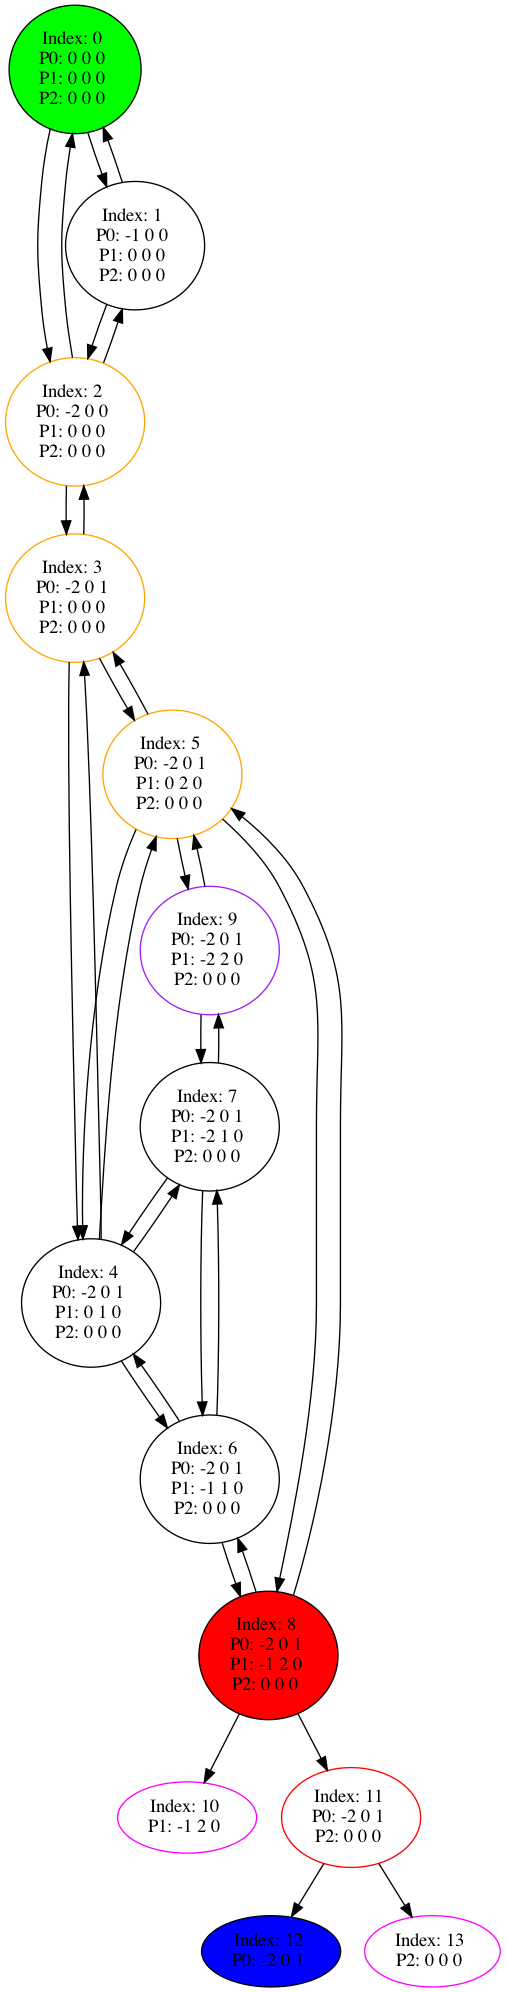 Index: 0
P0: 0 0 0
P1: 0 0 0
P2: 0 0 0
Index: 1
P0: -1 0 0
P1: 0 0 0
P2: 0 0 0
Index: 2
P0: -2 0 0
P1: 0 0 0
P2: 0 0 0
Index: 3
P0: -2 0 1
P1: 0 0 0
P2: 0 0 0
Index: 5
P0: -2 0 1
P1: 0 2 0
P2: 0 0 0
Index: 9
P0: -2 0 1
P1: -2 2 0
P2: 0 0 0
Index: 7
P0: -2 0 1
P1: -2 1 0
P2: 0 0 0
Index: 4
P0: -2 0 1
P1: 0 1 0
P2: 0 0 0
Index: 6
P0: -2 0 1
P1: -1 1 0
P2: 0 0 0
Index: 8
P0: -2 0 1
P1: -1 2 0
P2: 0 0 0
Index: 10
P1: -1 2 0
Index: 11
P0: -2 0 1
P2: 0 0 0
Index: 12
P0: -2 0 1
Index: 13
P2: 0 0 0